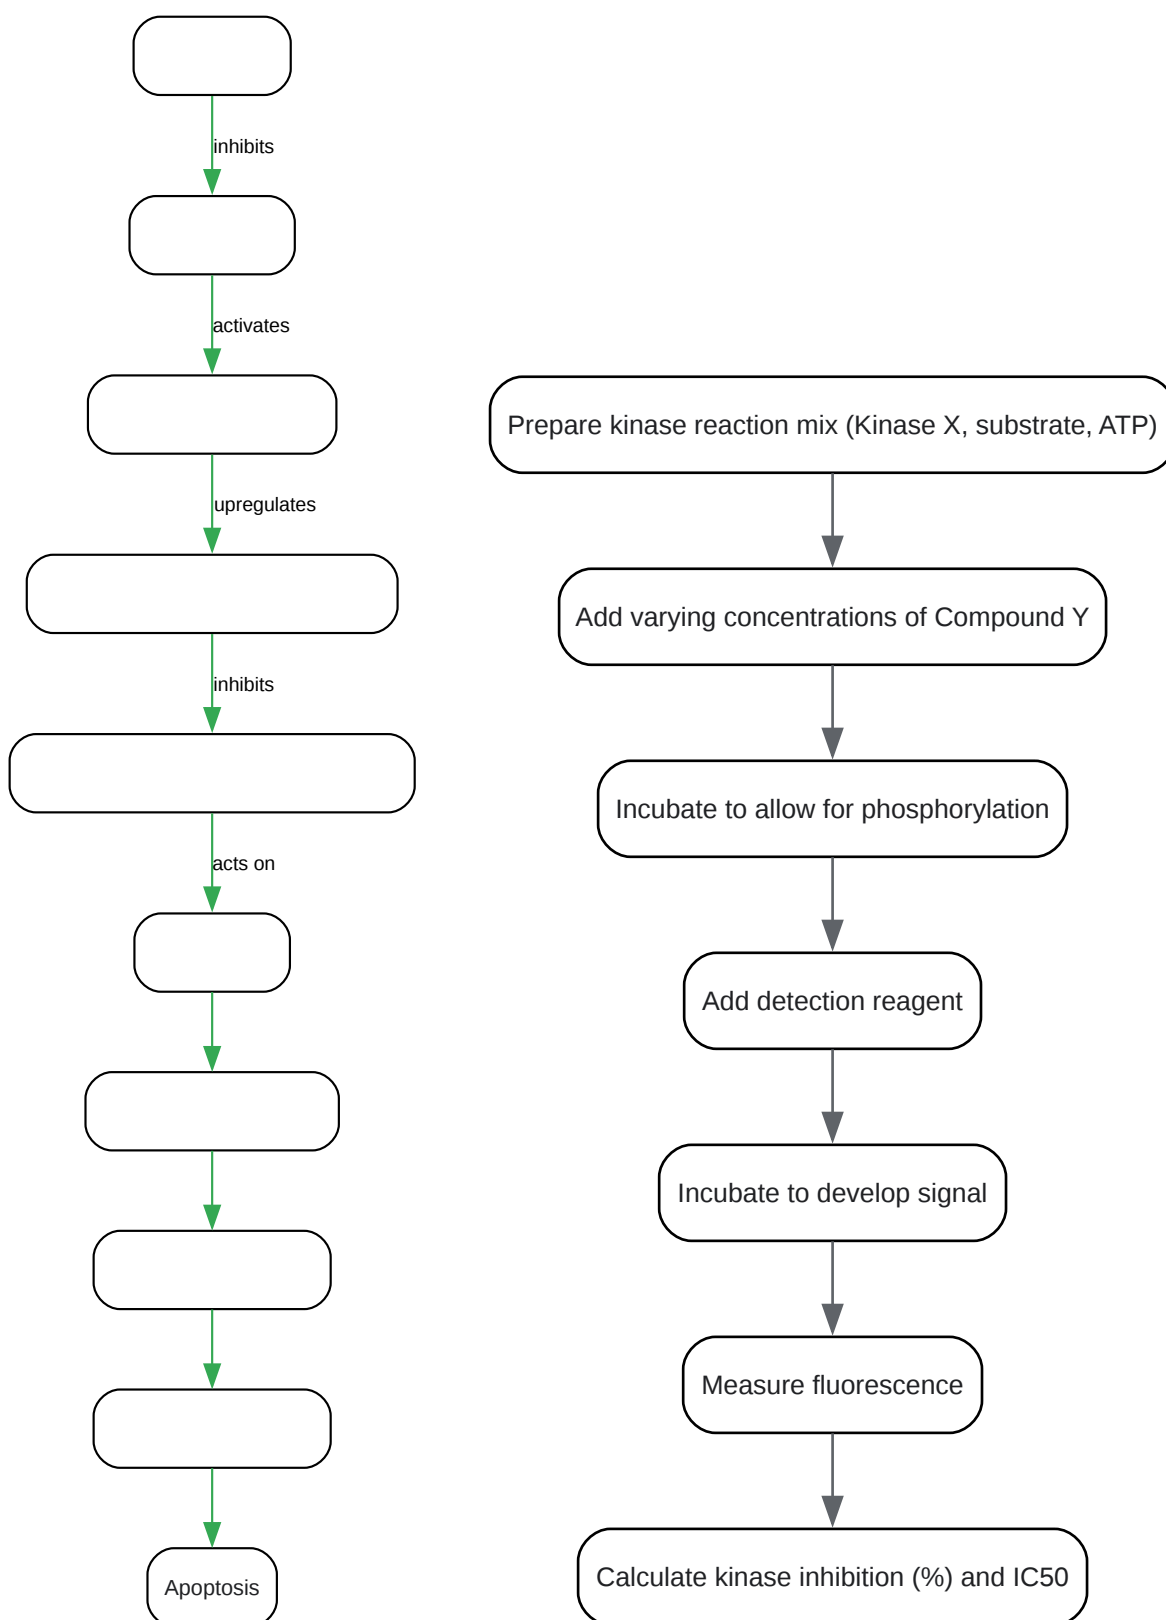 inhibits
activates
upregulates
inhibits
acts on
Apoptosis
Prepare kinase reaction mix (Kinase X, substrate, ATP)
Add varying concentrations of Compound Y
Incubate to allow for phosphorylation
Add detection reagent
Incubate to develop signal
Measure fluorescence
Calculate kinase inhibition (%) and IC50